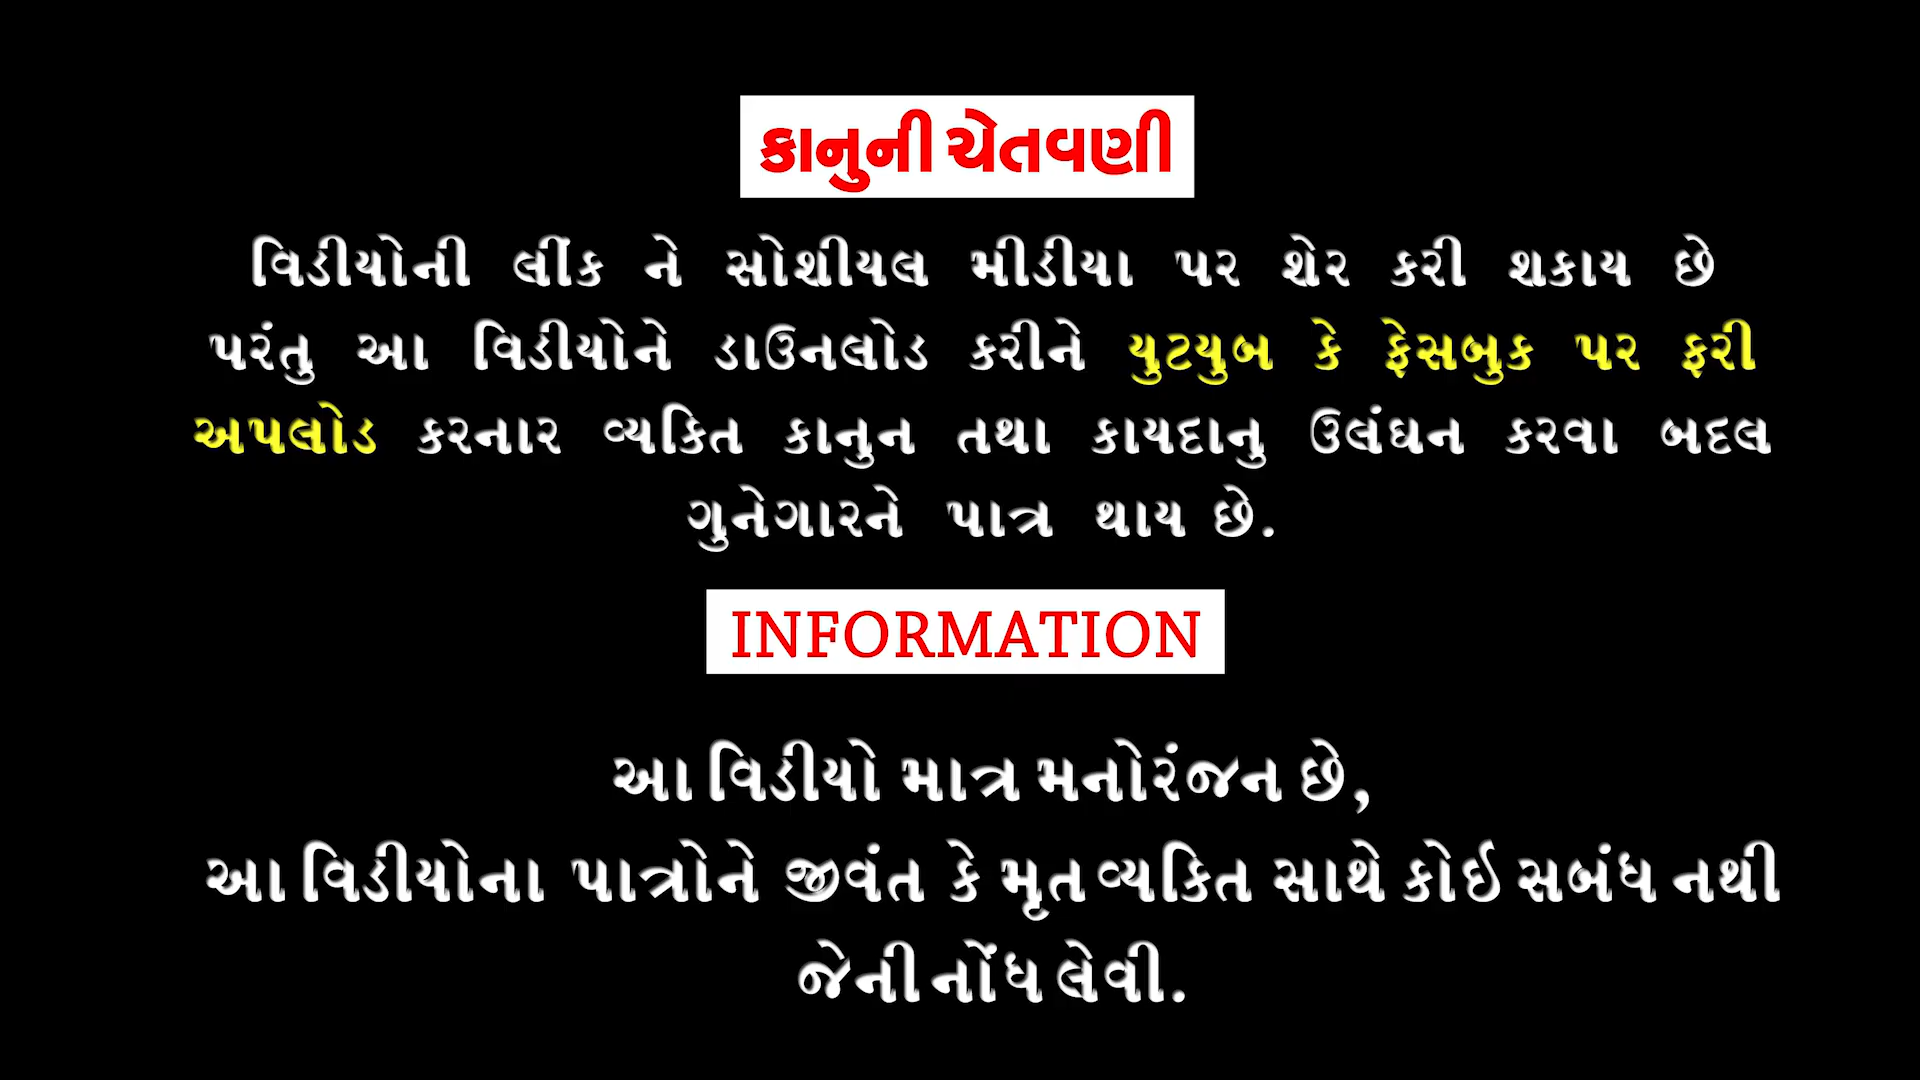 કાનુની ચેતવણી
વિડીયોની લીંક ને સોશીયલ મીડીયા પર શેર કરી શકાય છે
પરંતુ આ વિડીયોને ડાઉનલોડ કરીને યુટયુબ કે ફેસબુક પર ફરી
અપલોડ કરનાર વ્યકિત કાનુન તથા કાયદાનુ ઉલંઘન કરવા બદલ
ગુનેગારને પાત્ર થાય છે.
INFORMATION
આ વિડીયો માત્ર મનોરંજન છે,
આ વિડીયોના પાત્રોને જીવંત કે મૃત વ્યકિત સાથે કોઇ સબંધ નથી
જેની નોંધ લેવી.